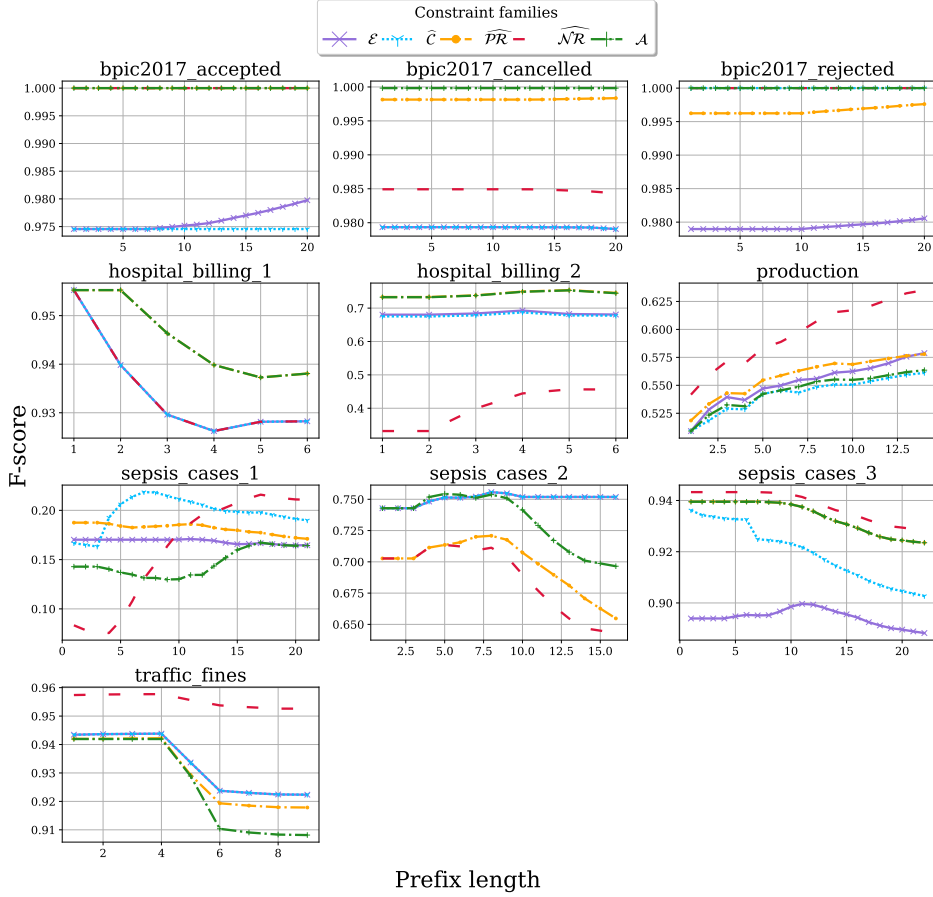 Constraint families
ℰ 𝒞̂ 𝒫ℛ̂ 𝒩ℛ̂ 𝒜
bpic2017_accepted bpic2017_cancelled bpic2017_rejected
1.000 0.995 0.990 0.985 0.980 0.975
5 10 15 20
1.000 0.995 0.990 0.985 0.980
5 10 15 20
1.000 0.995 0.990 0.985 0.980
5 10 15 20
hospital_billing_1 hospital_billing_2 production
0.95 0.94 0.93
1 2 3 4 5 6
0.7 0.6 0.5 0.4
1 2 3 4 5 6
0.625 0.600 0.575 0.550 0.525
2.5 5.0 7.5 10.0 12.5
F-score
sepsis_cases_1 sepsis_cases_2 sepsis_cases_3
0.20 0.15 0.10
0 5 10 15 20
0.750 0.700 0.650
2.5 5.0 7.5 10.0 12.5 15.0
0.94 0.92 0.90
0 5 10 15 20
traffic_fines
0.96 0.95 0.94 0.93 0.92 0.91
2 4 6 8
Prefix length